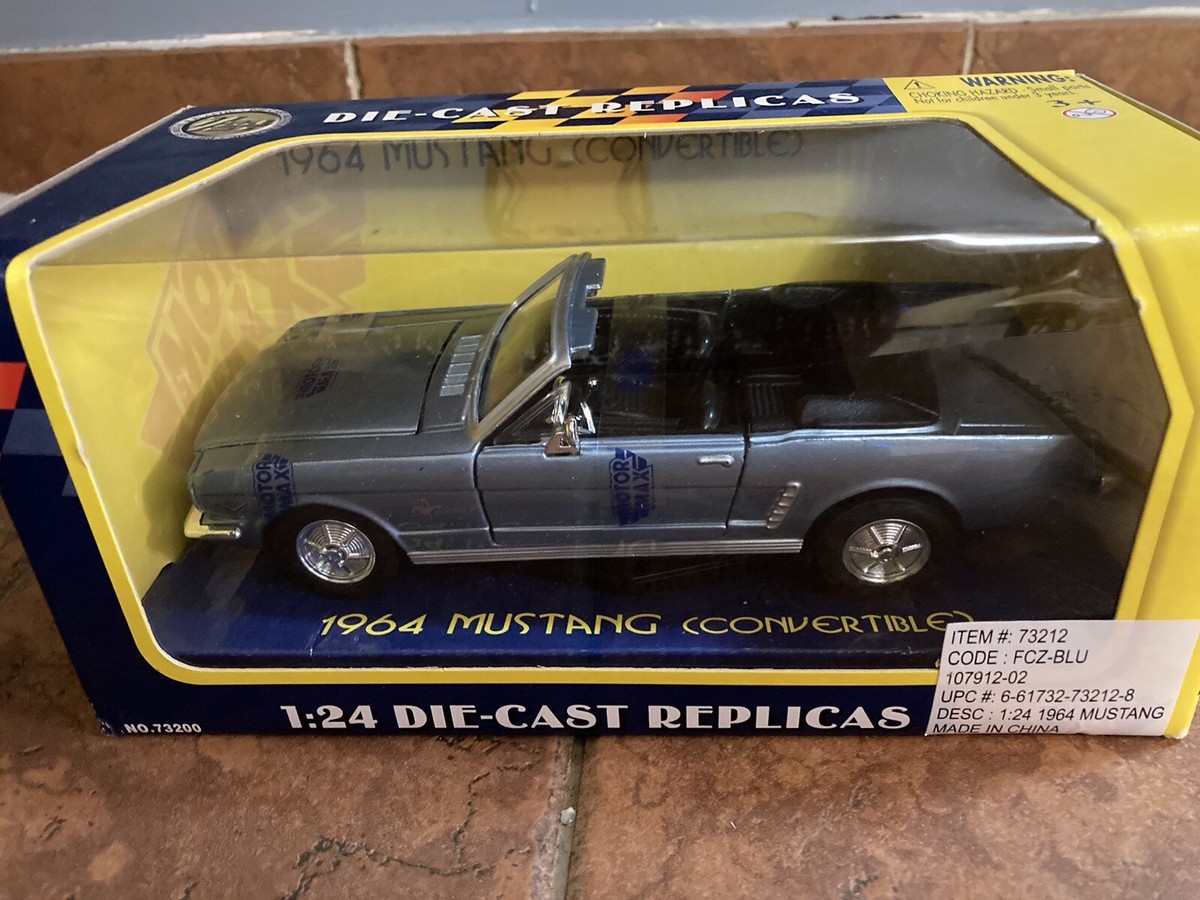 DIE-CAST REPLICAS
WARNING:
CHOKING HAZARD - Small parts
Not for children under 3 years.
3 +
1964 MUSTANG (CONVERTIBLE)
MOTOR
MAX
MOTOR
MAX
MOTOR
MAX
1964 MUSTANG (CONVERTIBLE)
ITEM #: 73212
CODE : FCZ-BLU
107912-02
UPC #: 6-61732-73212-8
DESC : 1:24 1964 MUSTANG
MADE IN CHINA
1:24 DIE-CAST REPLICAS
NO.73200